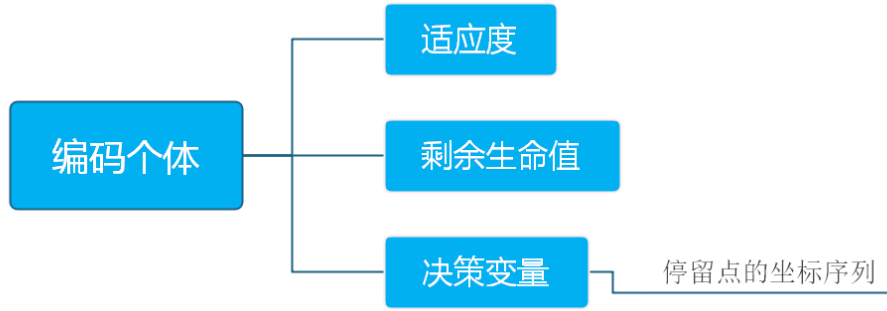 适应度
编码个体
剩余生命值
决策变量
停留点的坐标序列